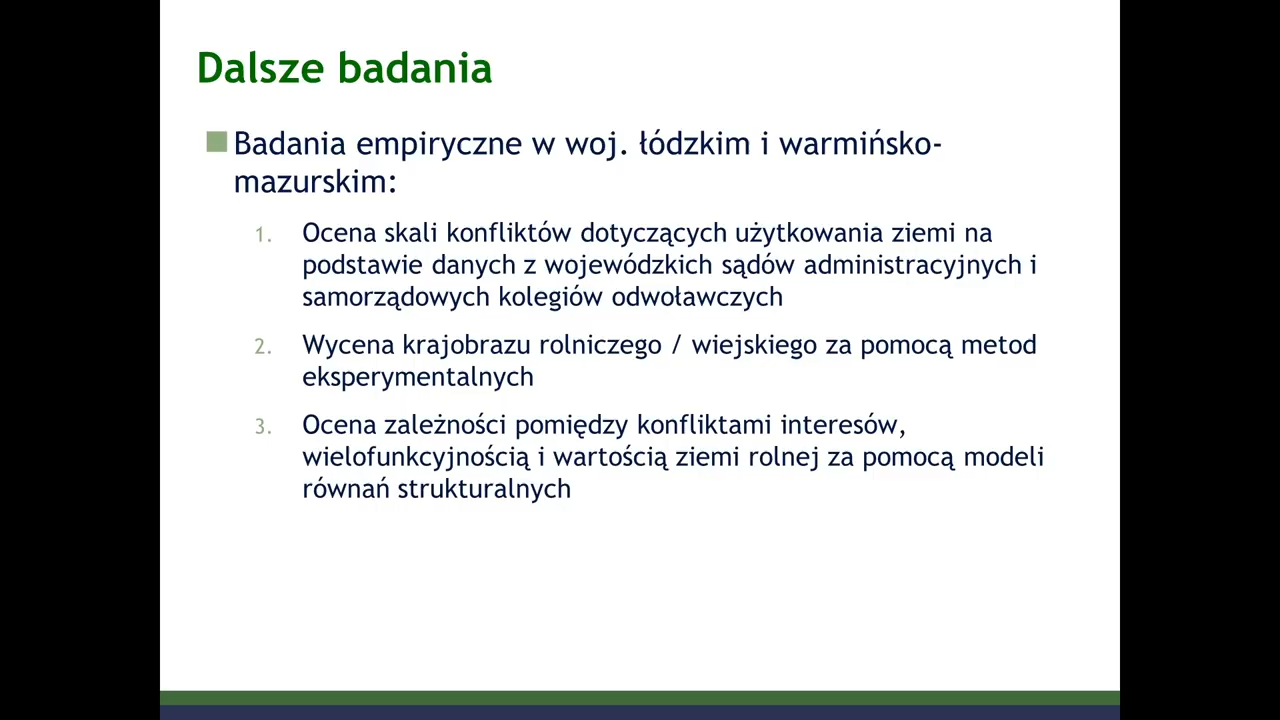 Dalsze badania
Badania empiryczne w woj. łódzkim i warmińsko-
mazurskim:
1. Ocena skali konfliktów dotyczących użytkowania ziemi na
podstawie danych z wojewódzkich sądów administracyjnych i
samorządowych kolegiów odwoławczych
2. Wycena krajobrazu rolniczego / wiejskiego za pomocą metod
eksperymentalnych
3. Ocena zależności pomiędzy konfliktami interesów,
wielofunkcyjnością i wartością ziemi rolnej za pomocą modeli
równań strukturalnych